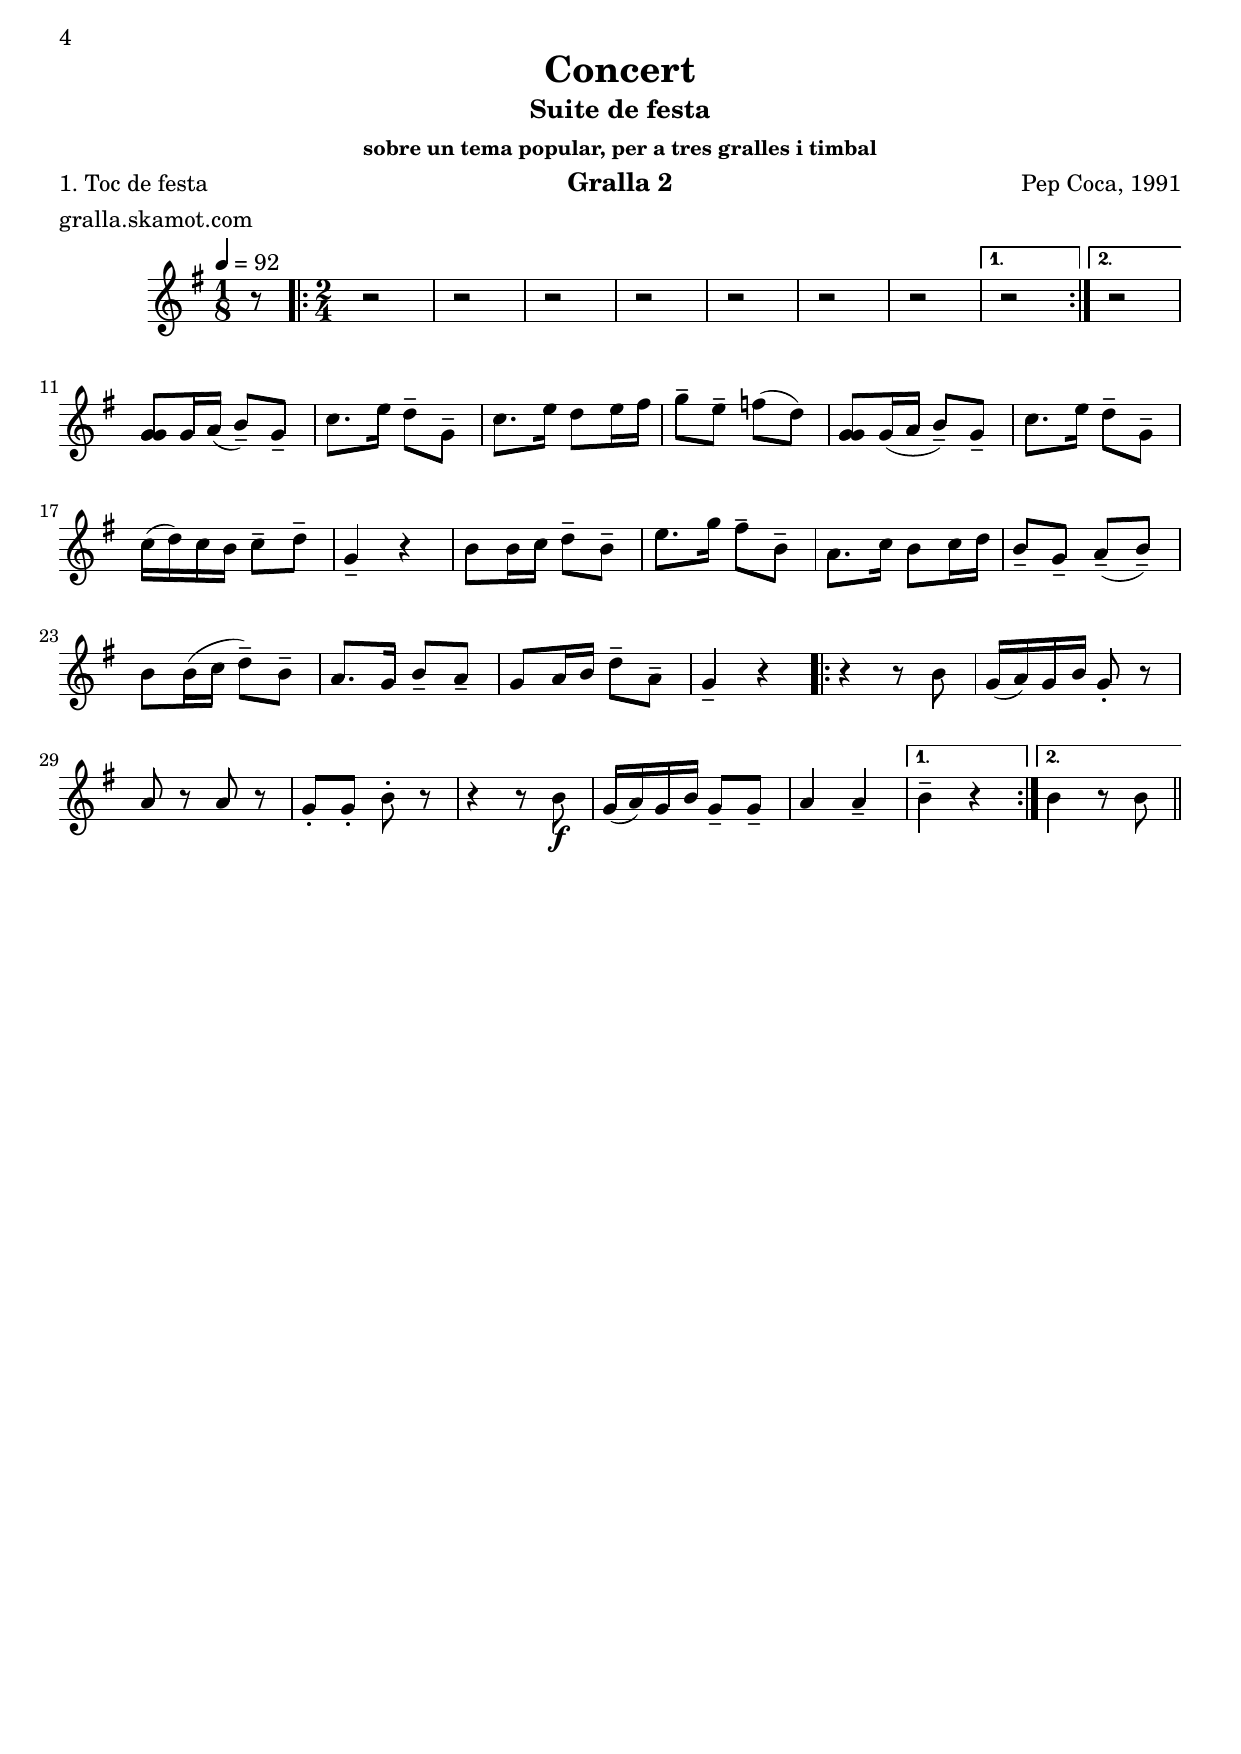 4
Concert
Suite de festa
sobre un tema popular, per a tres gralles i timbal
1. Toc de festa Gralla 2 Pep Coca, 1991
gralla.skamot.com
= 92
1 8 2 4 1. 2.
11
17
23
29 1. 2.
f